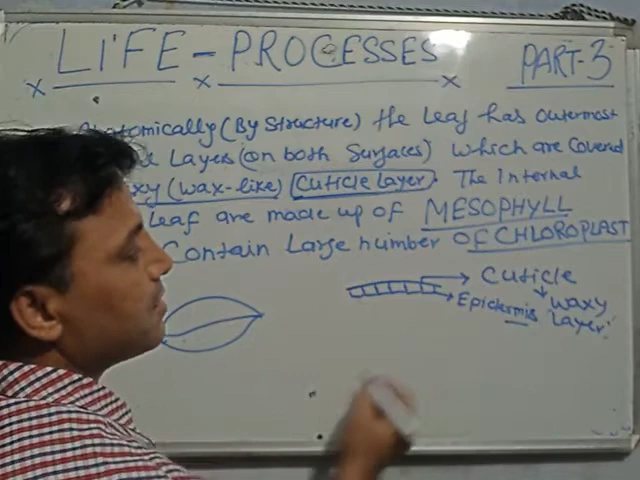 LIFE - PROCESSES
PART-3
Anatomically (By Structure) the Leaf has outermost
Layers (on both Surfaces) which are covered
(wax-like) Cuticle Layer. The Internal
Leaf are made up of MESOPHYLL
Contain Large number OF CHLOROPLAST
Cuticle
Epidermis
waxy
Layer